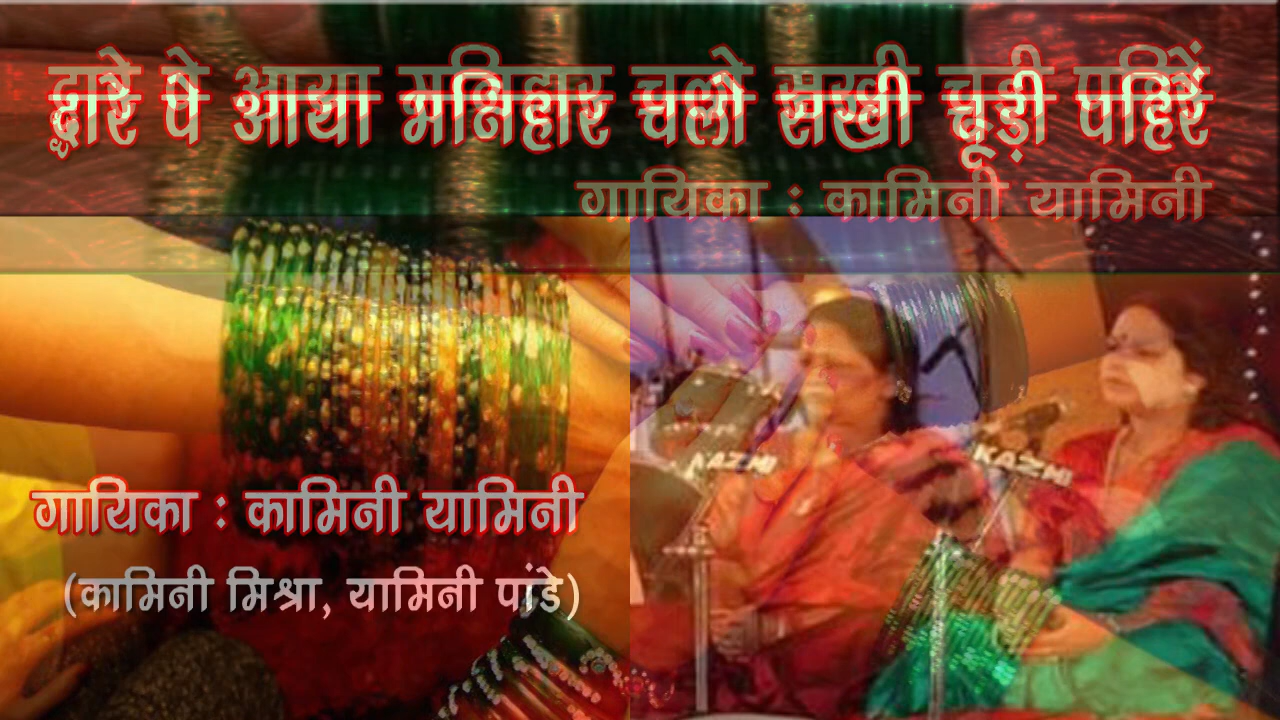 द्वारे पे आया मनिहार चलो सखी चूड़ी पहिरें
गायिका : कामिनी यामिनी
KAZMI
KAZMI
गायिका : कामिनी यामिनी
(कामिनी मिश्रा, यामिनी पांडे)